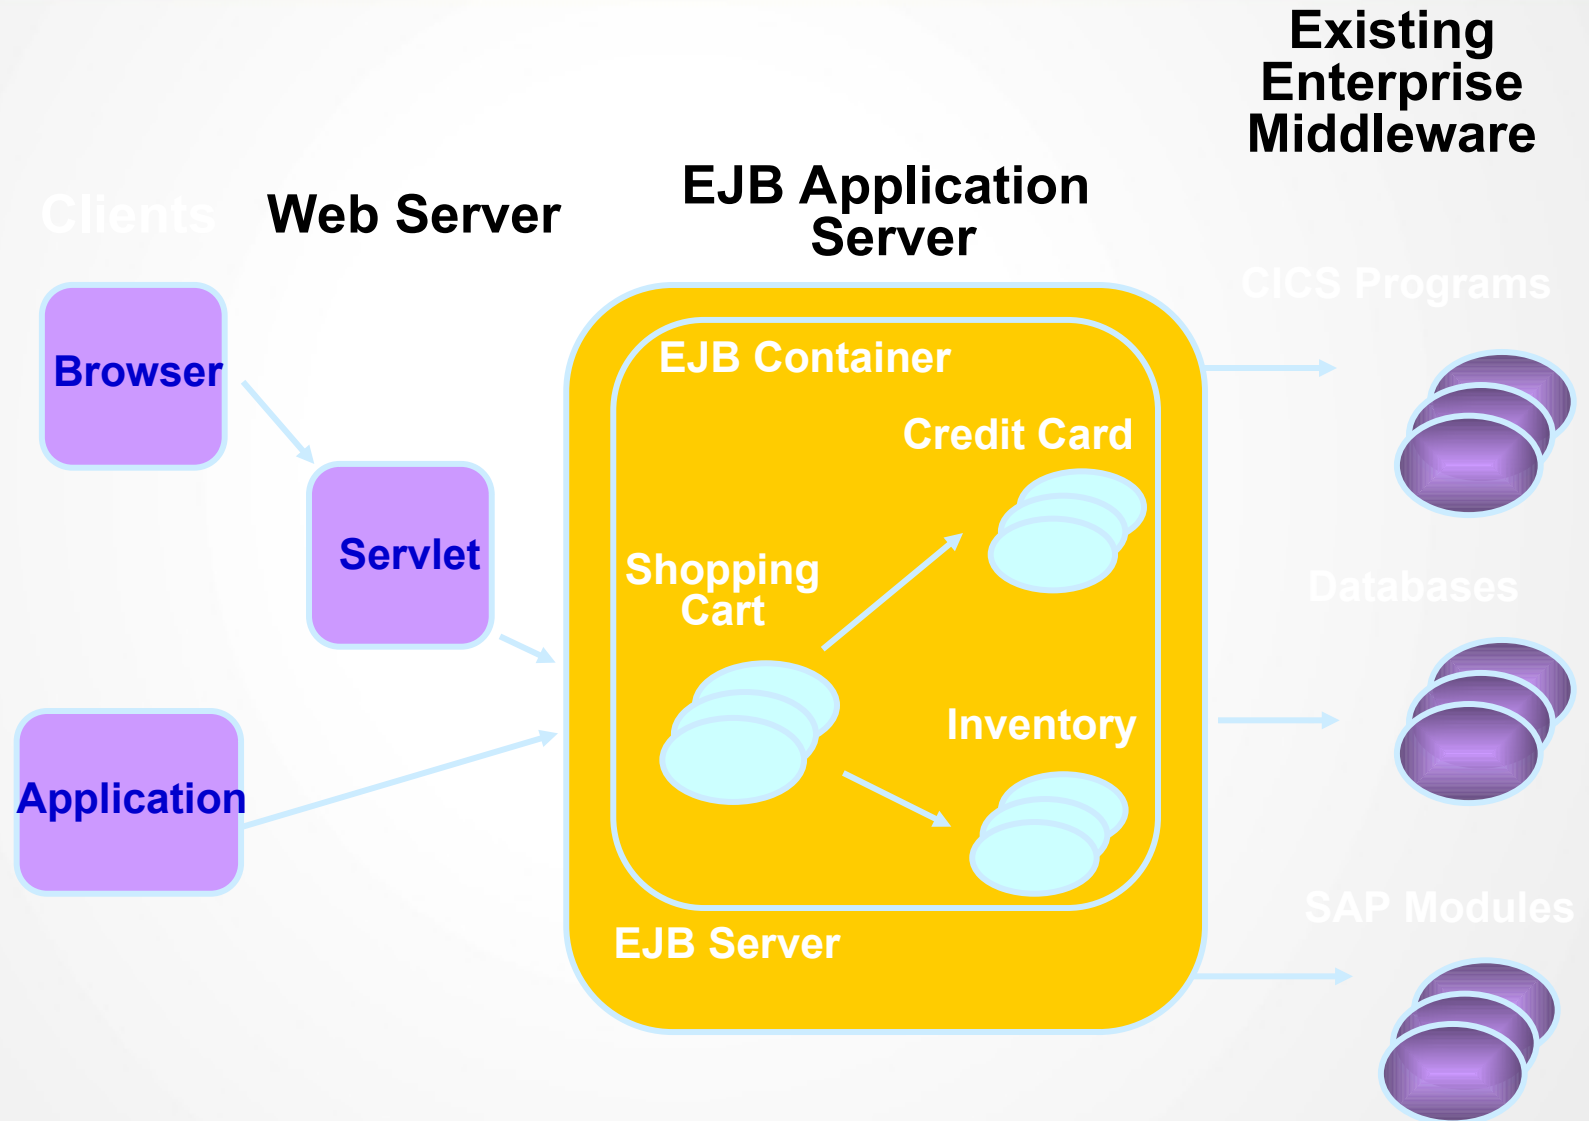 Existing
Enterprise
Middleware
Clients
Web Server
EJB Application
Server
CICS Programs
Browser
EJB Container
Credit Card
Servlet
Shopping
Cart
Databases
Inventory
Application
SAP Modules
EJB Server